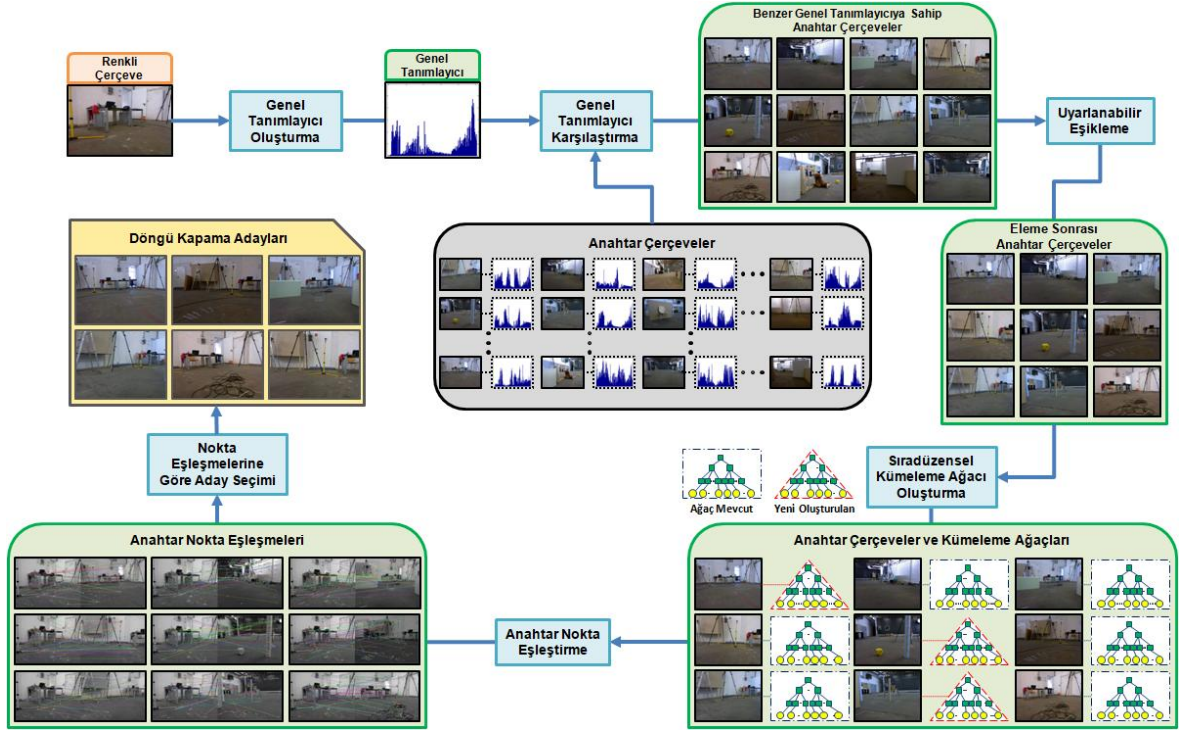 Renkli
Çerçeve
Genel
Tanımlayıcı
Oluşturma
Genel
Tanımlayıcı
Genel
Tanımlayıcı
Karşılaştırma
Benzer Genel Tanımlayıcıya Sahip
Anahtar Çerçeveler
Uyarlanabilir
Eşikleme
Eleme Sonrası
Anahtar Çerçeveler
Anahtar Çerçeveler
Döngü Kapama Adayları
Nokta
Eşleşmelerine
Göre Aday Seçimi
Ağaç Mevcut
Yeni Oluşturulan
Sıradüzensel
Kümeleme Ağacı
Oluşturma
Anahtar Çerçeveler ve Kümeleme Ağaçları
Anahtar Nokta
Eşleştirme
Anahtar Nokta Eşleşmeleri